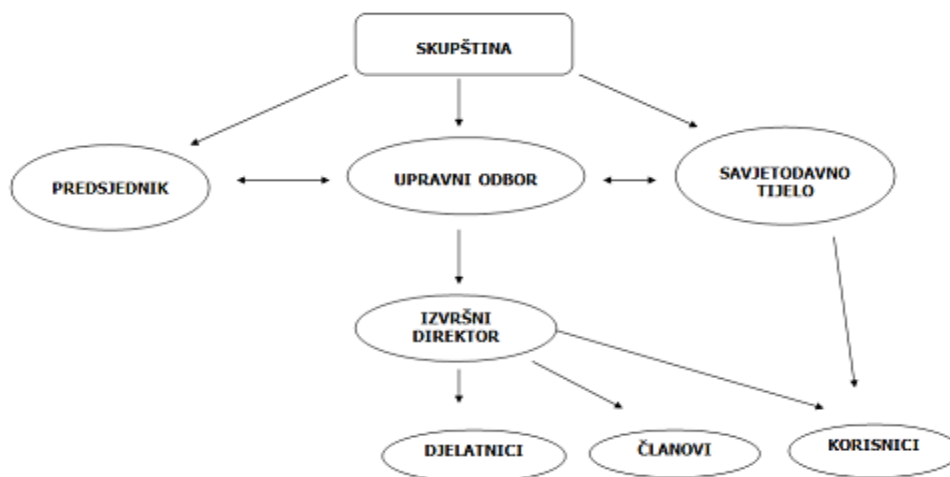 SKUPŠTINA
PREDSJEDNIK
UPRAVNI ODBOR
SAVJETODAVNO
TIJELO
IZVRŠNI
DIREKTOR
DJELATNICI
ČLANOVI
KORISNICI